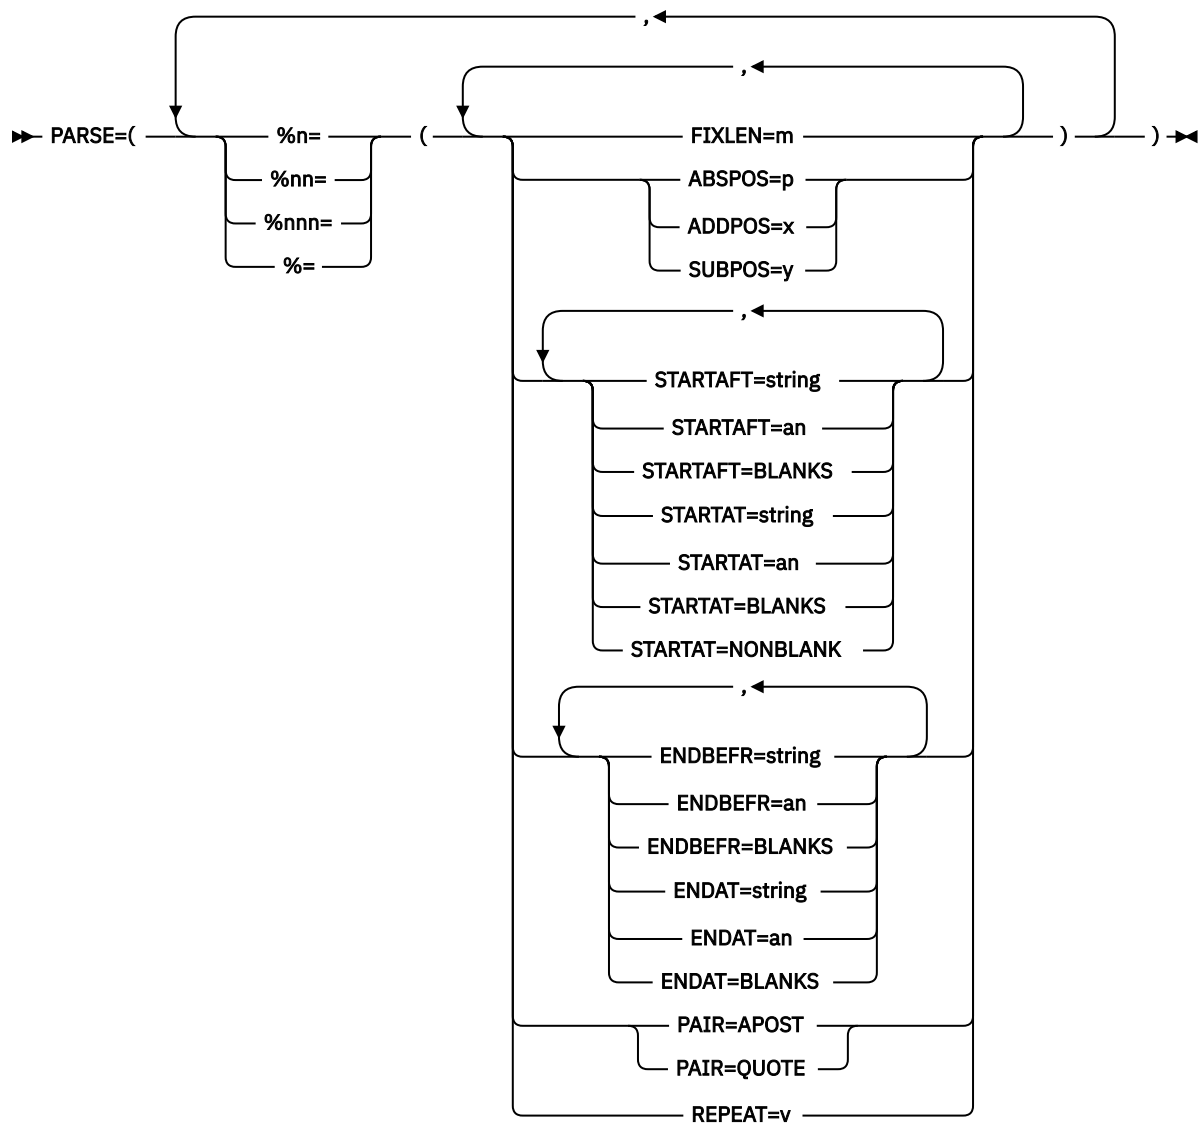 ,
,
PARSE=( %n= ( FIXLEN=m ) )
%nn= ABSPOS=p
%nnn= ADDPOS=x
%= SUBPOS=y
,
STARTAFT=string
STARTAFT=an
STARTAFT=BLANKS
STARTAT=string
STARTAT=an
STARTAT=BLANKS
STARTAT=NONBLANK
,
ENDBEFR=string
ENDBEFR=an
ENDBEFR=BLANKS
ENDAT=string
ENDAT=an
ENDAT=BLANKS
PAIR=APOST
PAIR=QUOTE
REPEAT=v